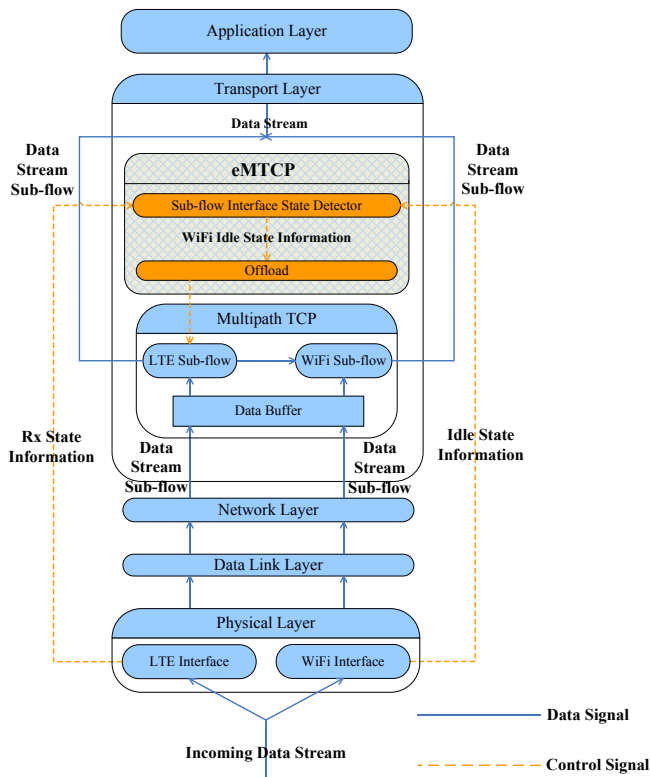 Application Layer
Transport Layer
Data Stream
Data
Stream
Sub-flow
Data
Stream
Sub-flow
eMTCP
Sub-flow Interface State Detector
WiFi Idle State Information
Offload
Multipath TCP
LTE Sub-flow
WiFi Sub-flow
Data Buffer
Rx State
Information
Idle State
Information
Data
Stream
Sub-flow
Data
Stream
Sub-flow
Network Layer
Data Link Layer
Physical Layer
LTE Interface
WiFi Interface
Incoming Data Stream
Data Signal
Control Signal